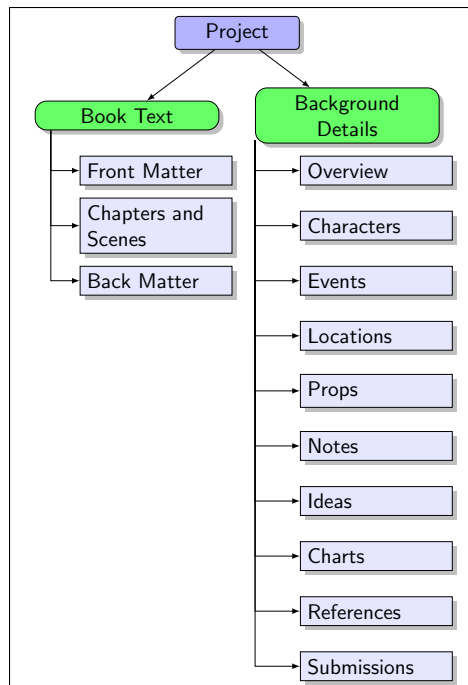 Project
Book Text
Front Matter
Chapters and
Scenes
Back Matter
Background
Details
Overview
Characters
Events
Locations
Props
Notes
Ideas
Charts
References
Submissions